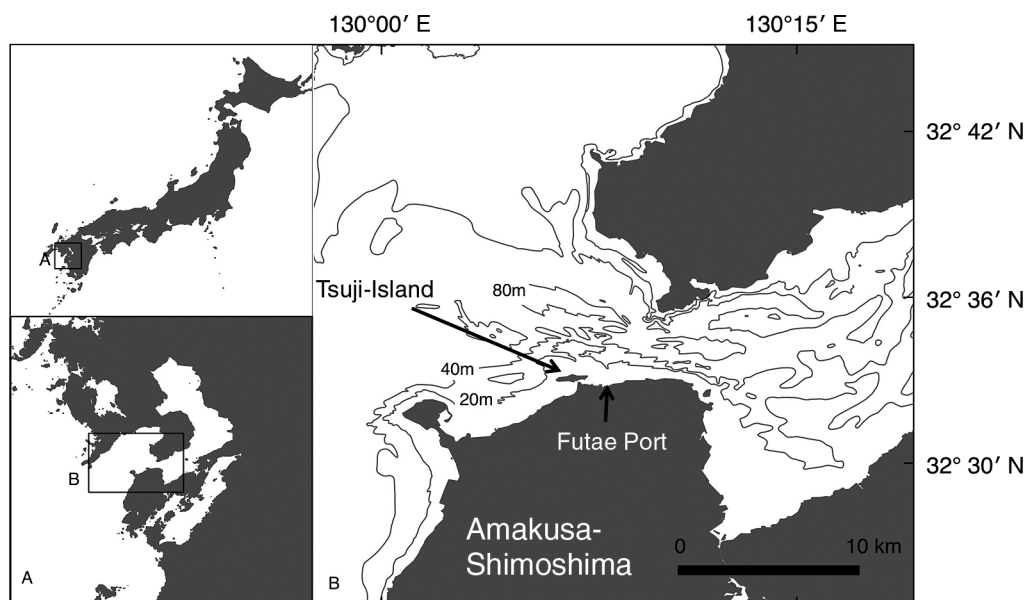 130°00′ E
130°15′ E
32° 42′ N
A
Tsuji-Island
80m
32° 36′ N
40m
20m
Futae Port
B
32° 30′ N
Amakusa-
Shimoshima
0
10 km
A
B